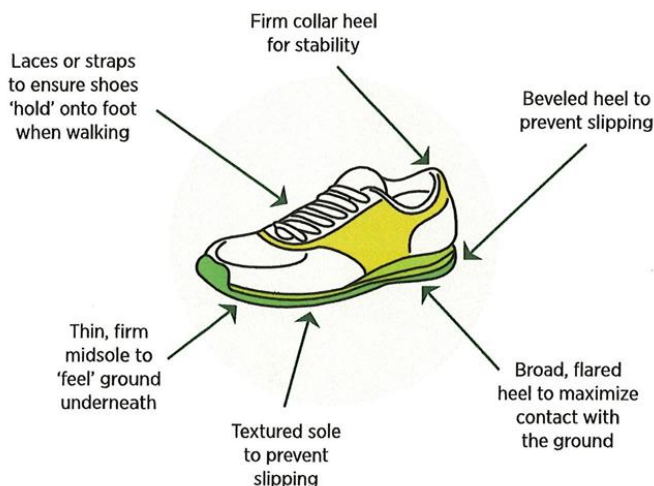 Firm collar heel
for stability
Laces or straps
to ensure shoes
‘hold’ onto foot
when walking
Beveled heel to
prevent slipping
Thin, firm
midsole to
‘feel’ ground
underneath
Textured sole
to prevent
slipping
Broad, flared
heel to maximize
contact with
the ground